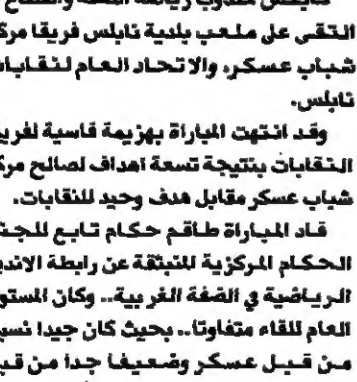 نابلس مندوب رياضة
التقى على ملعب بلدية نابلس فريقا مركز
شباب عسكر، والاتحاد العام لنقابات
نابلس.
وقد انتهت المباراة بهزيمة قاسية لفريق
النقابات بنتيجة تسعة اهداف لصالح مركز
شباب عسكر مقابل هدف وحيد للنقابات.
قاد المباراة طاقم حكام تابع للجنة
الحكام المركزية المنبثقة عن رابطة الاندية
الرياضية في الضفة الغربية.. وكان المستوى
العام للقاء متفاوتا.. بحيث كان جيدا نسبيا
من قبل عسكر وضعيفا جدا من قبل